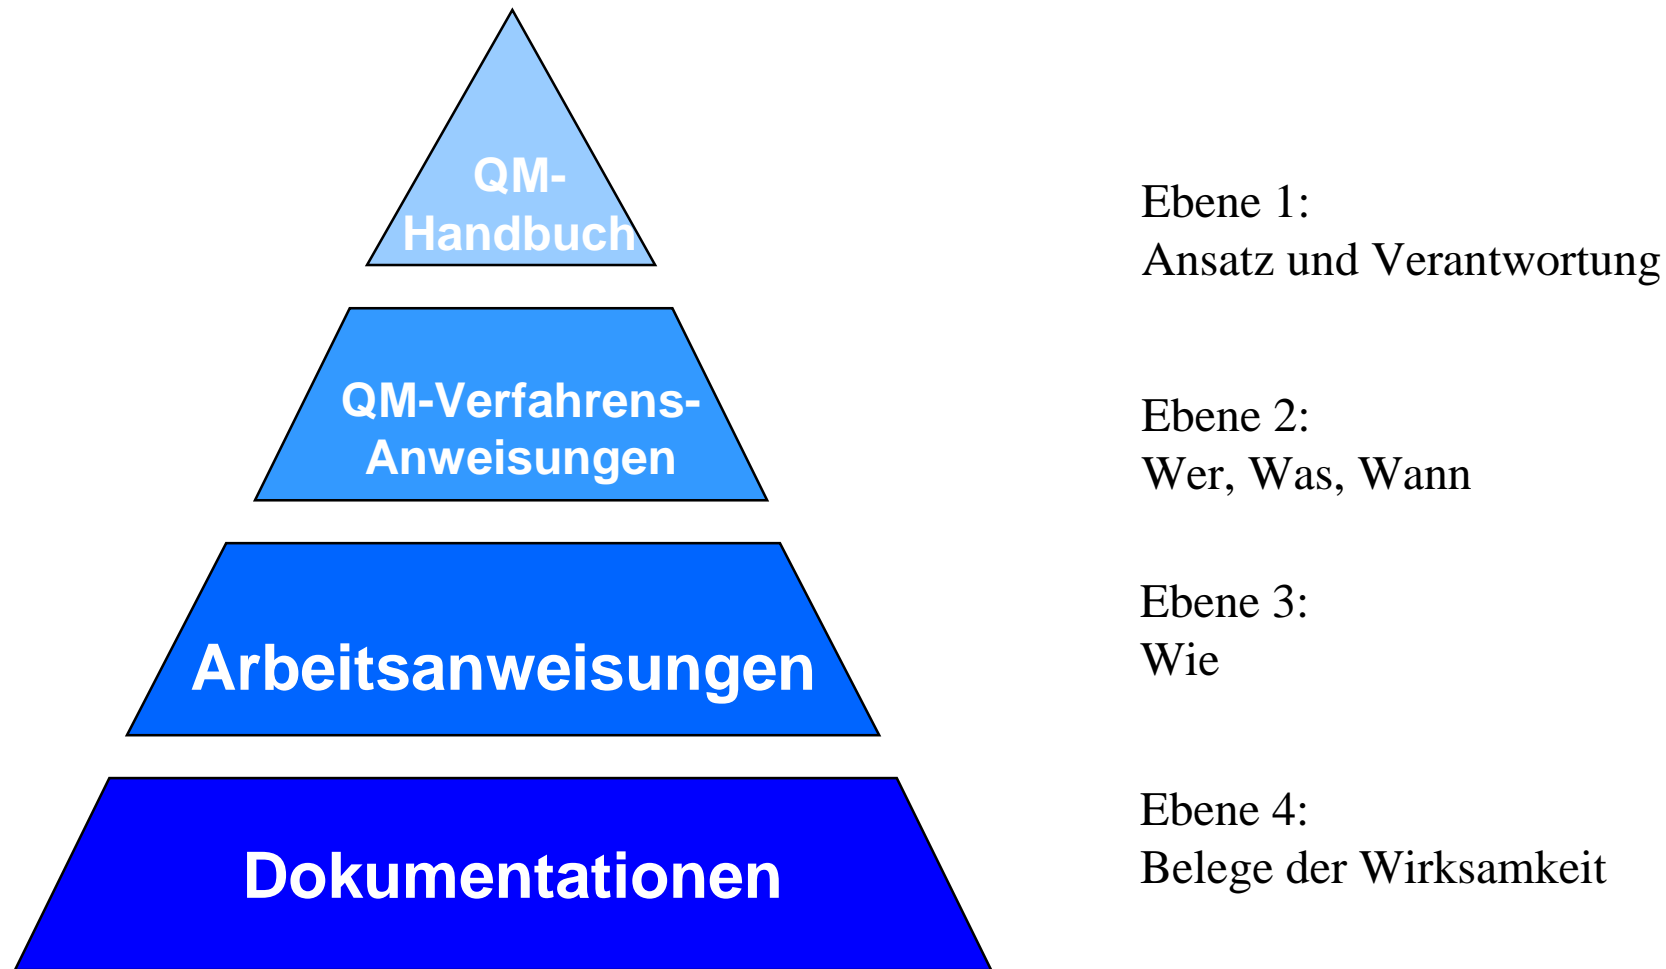 QM-
Handbuch
Ebene 1:
Ansatz und Verantwortung
QM-Verfahrens-
Anweisungen
Ebene 2:
Wer, Was, Wann
Arbeitsanweisungen
Ebene 3:
Wie
Dokumentationen
Ebene 4:
Belege der Wirksamkeit